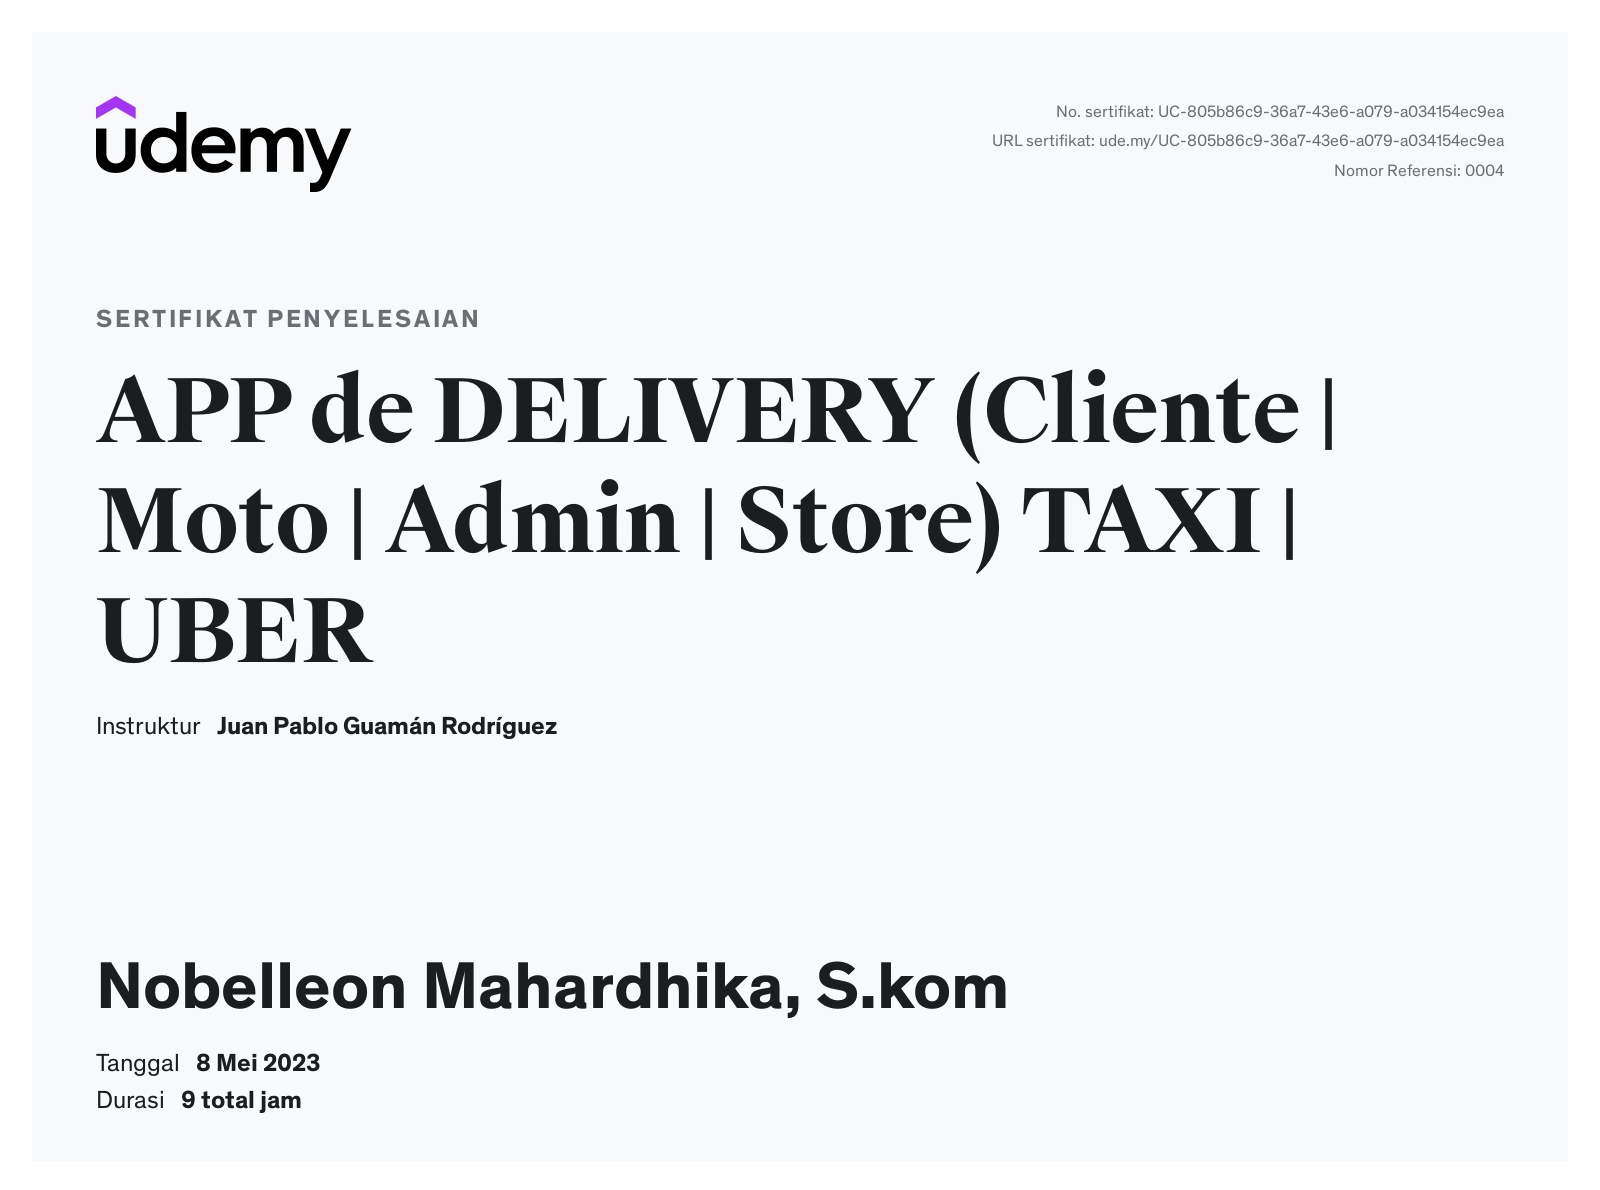 udemy
No. sertifikat: UC-805b86c9-36a7-43e6-a079-a034154ec9ea
URL sertifikat: ude.my/UC-805b86c9-36a7-43e6-a079-a034154ec9ea
Nomor Referensi: 0004
SERTIFIKAT PENYELESAIAN
APP de DELIVERY (Cliente |
Moto | Admin | Store) TAXI |
UBER
Instruktur Juan Pablo Guamán Rodríguez
Nobelleon Mahardhika, S.kom
Tanggal 8 Mei 2023
Durasi 9 total jam